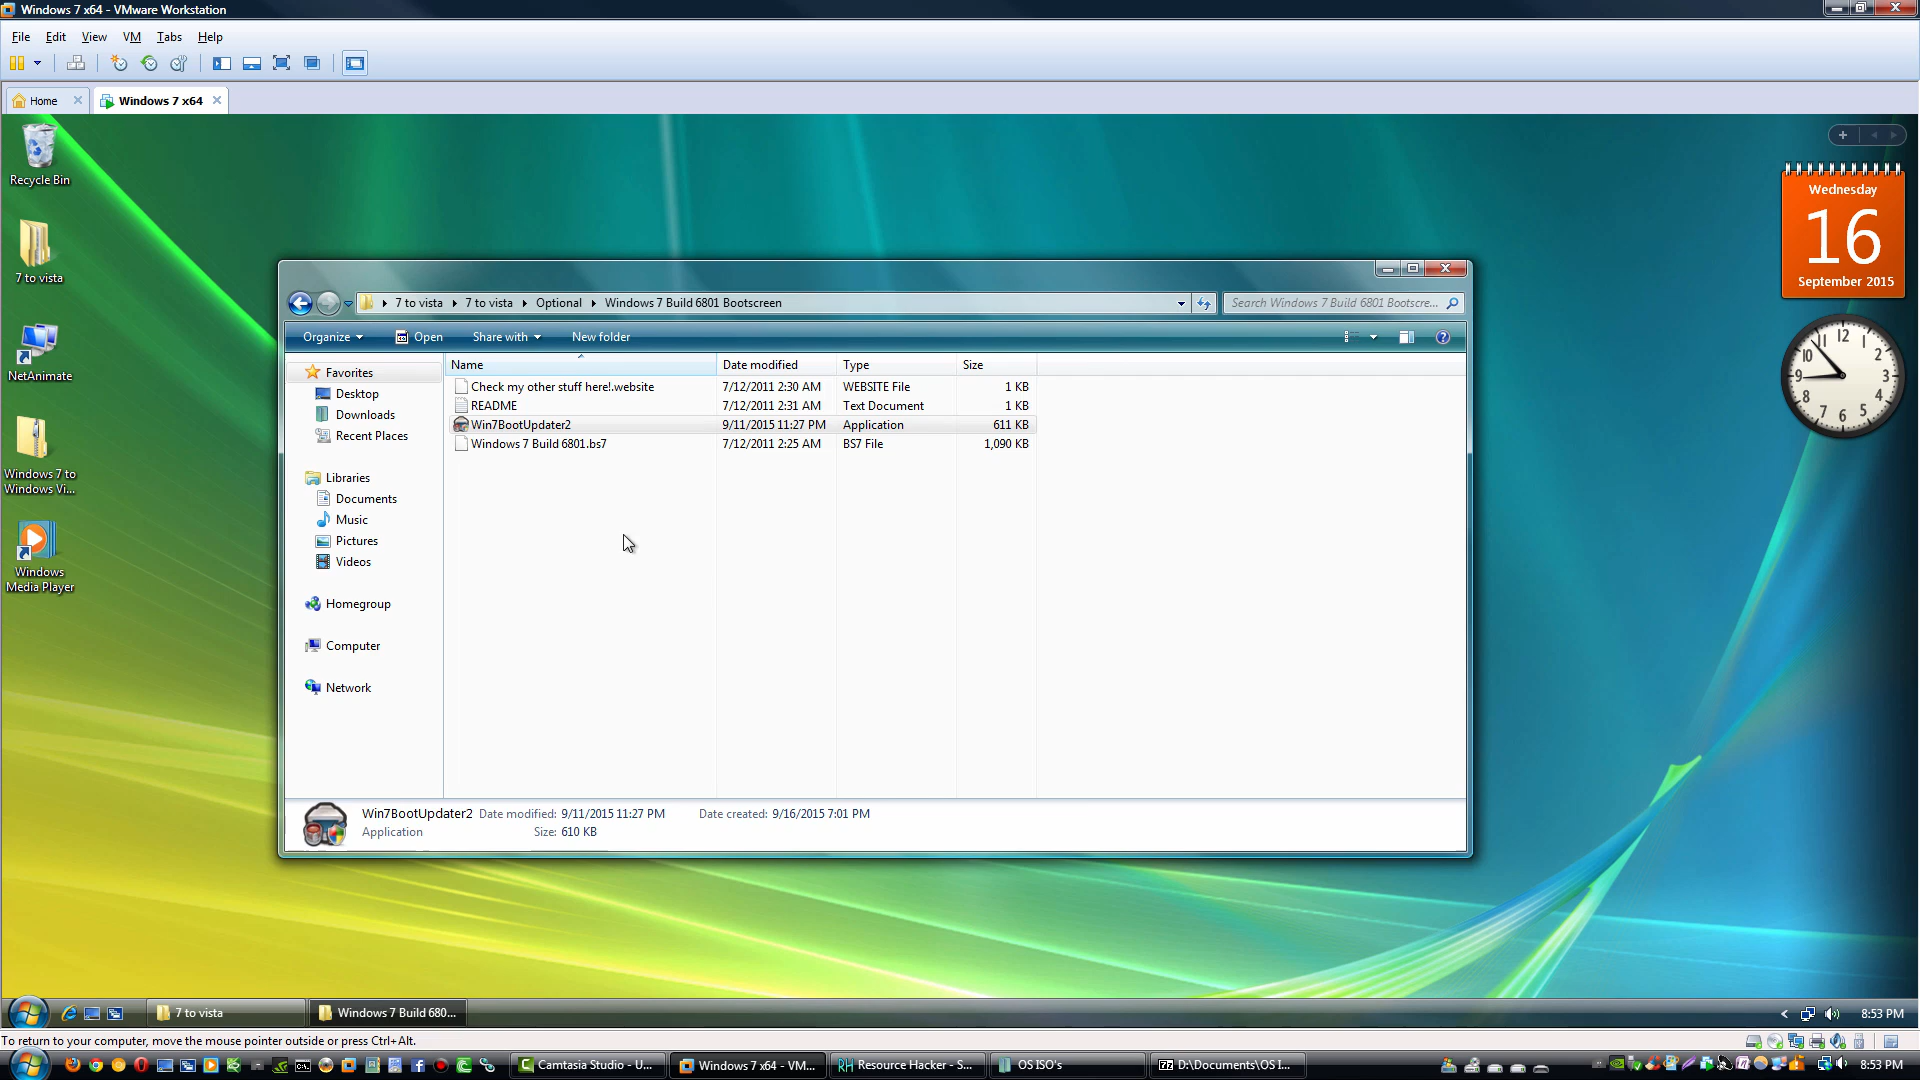 Windows 7 x64 - VMware Workstation
File Edit View VM Tabs Help
Home
Windows 7 x64
Recycle Bin
7 to vista
NetAnimate
Windows 7 to
Windows Vi...
Windows
Media Player
Wednesday
16
September 2015
12 1 2 3 4 5 6 7 8 9 10 11
7 to vista 7 to vista Optional Windows 7 Build 6801 Bootscreen
Search Windows 7 Build 6801 Bootscre...
Organize Open Share with New folder
Name Date modified Type Size
Check my other stuff here!.website 7/12/2011 2:30 AM WEBSITE File 1 KB
README 7/12/2011 2:31 AM Text Document 1 KB
Win7BootUpdater2 9/11/2015 11:27 PM Application 611 KB
Windows 7 Build 6801.bs7 7/12/2011 2:25 AM BS7 File 1,090 KB
Favorites
Desktop
Downloads
Recent Places
Libraries
Documents
Music
Pictures
Videos
Homegroup
Computer
Network
Win7BootUpdater2 Date modified: 9/11/2015 11:27 PM Date created: 9/16/2015 7:01 PM
Application Size: 610 KB
7 to vista
Windows 7 Build 680...
8:53 PM
To return to your computer, move the mouse pointer outside or press Ctrl+Alt.
Camtasia Studio - U...
Windows 7 x64 - VM...
RH Resource Hacker - S...
OS ISO's
7z D:\Documents\OS I...
8:53 PM